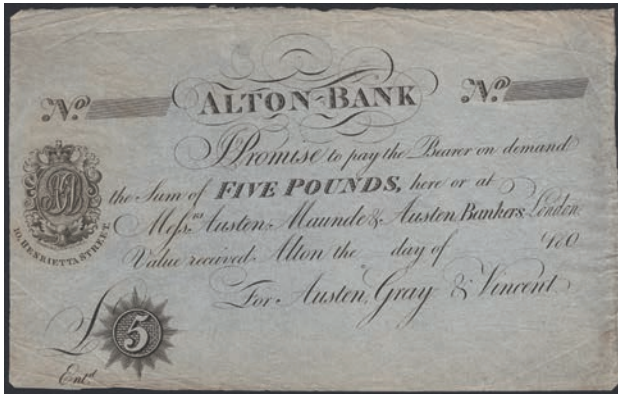 No. No.
ALTON BANK
I Promise to pay the Bearer on demand
the Sum of FIVE POUNDS, here or at
Messrs Austen, Maunde & Austen, Bankers, London
Value received Alton the day of 180
10, HENRIETTA STREET.
For Austen, Gray & Vincent
£ 5
Entd